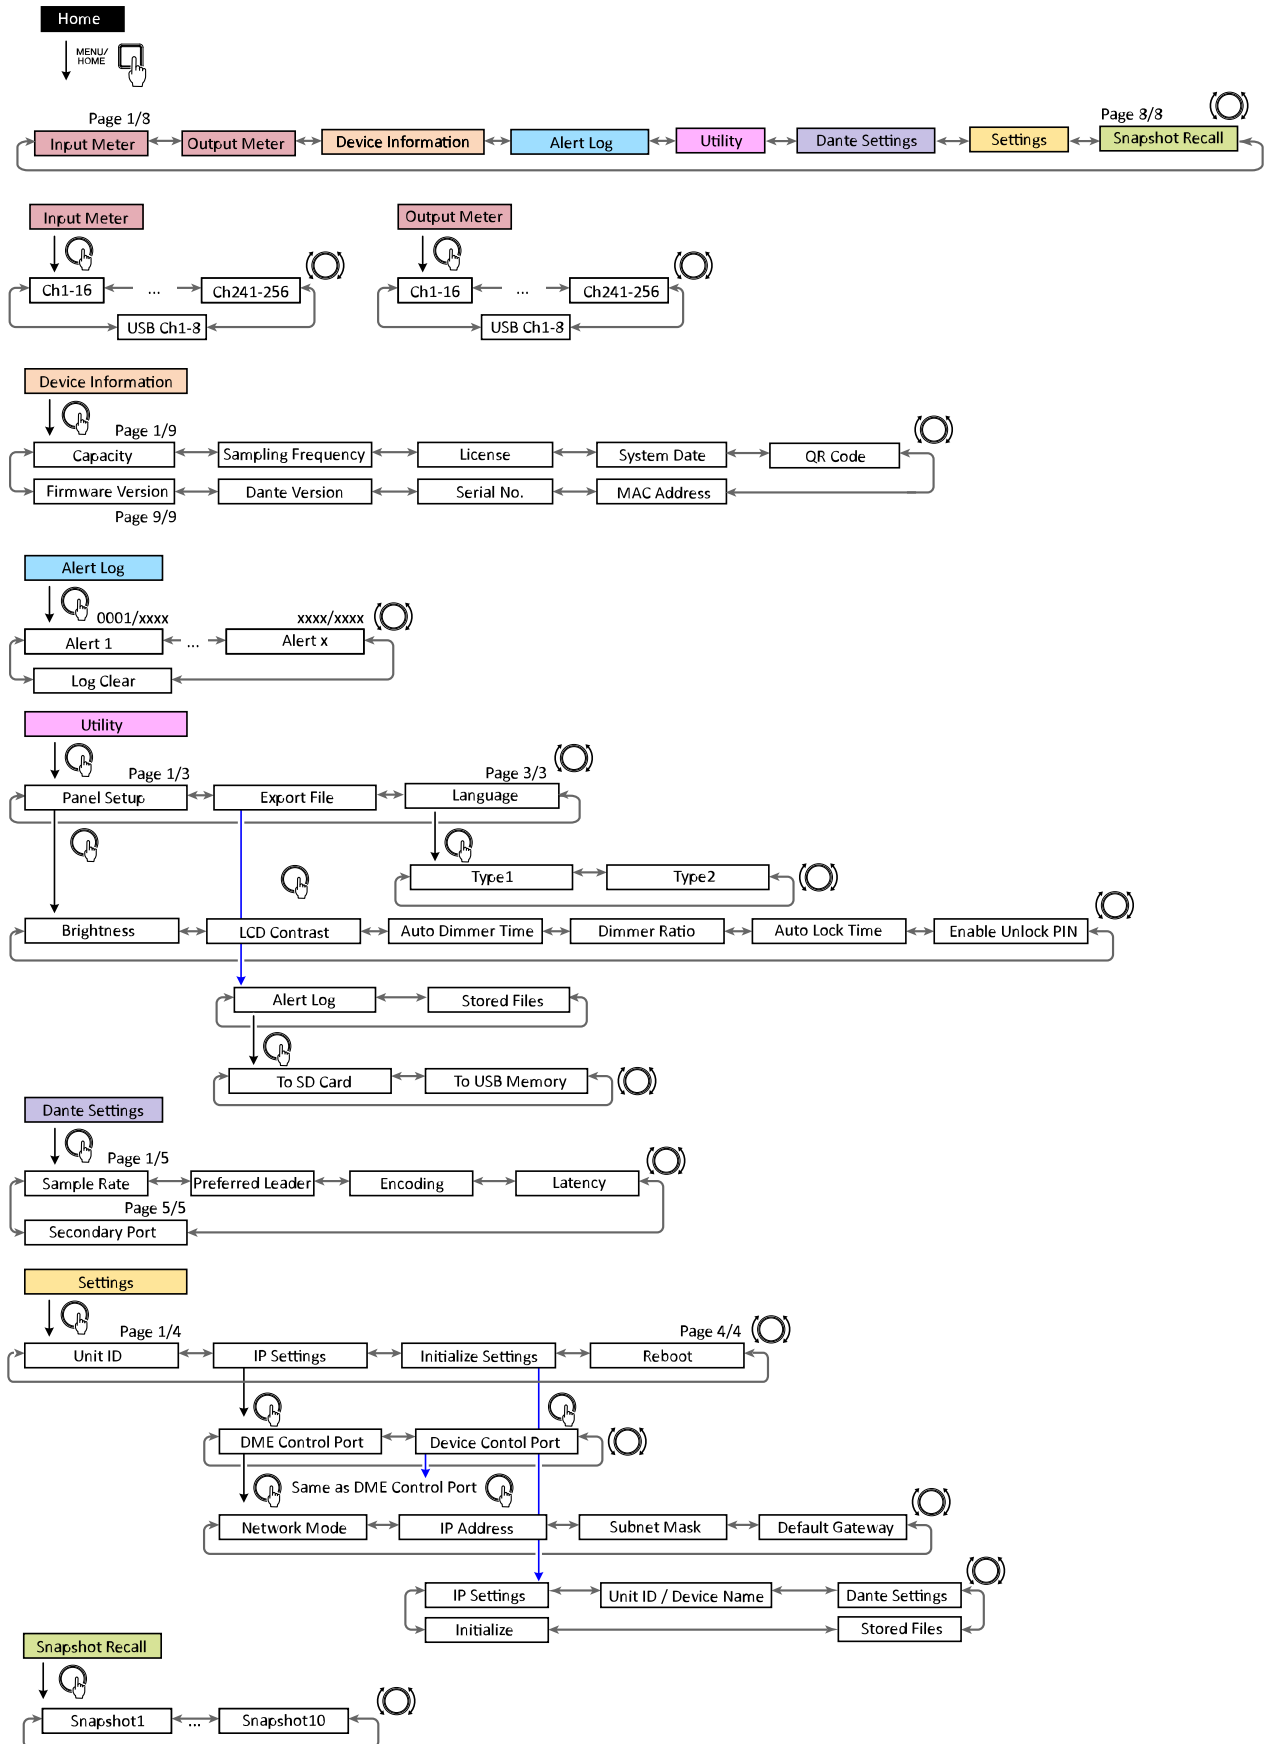 Home
MENU/
HOME
Page 1/8
Page 8/8
Input Meter
Output Meter
Device Information
Alert Log
Utility
Dante Settings
Settings
Snapshot Recall
Input Meter
Output Meter
Ch1-16
...
Ch241-256
USB Ch1-8
Ch1-16
...
Ch241-256
USB Ch1-8
Device Information
Page 1/9
Capacity
Sampling Frequency
License
System Date
QR Code
Firmware Version
Dante Version
Serial No.
MAC Address
Page 9/9
Alert Log
0001/xxxx
xxxx/xxxx
Alert 1
...
Alert x
Log Clear
Utility
Page 1/3
Page 3/3
Panel Setup
Export File
Language
Type1
Type2
Brightness
LCD Contrast
Auto Dimmer Time
Dimmer Ratio
Auto Lock Time
Enable Unlock PIN
Alert Log
Stored Files
To SD Card
To USB Memory
Dante Settings
Page 1/5
Sample Rate
Preferred Leader
Encoding
Latency
Page 5/5
Secondary Port
Settings
Page 1/4
Page 4/4
Unit ID
IP Settings
Initialize Settings
Reboot
DME Control Port
Device Contol Port
Same as DME Control Port
Network Mode
IP Address
Subnet Mask
Default Gateway
IP Settings
Unit ID / Device Name
Dante Settings
Initialize
Stored Files
Snapshot Recall
Snapshot1
...
Snapshot10